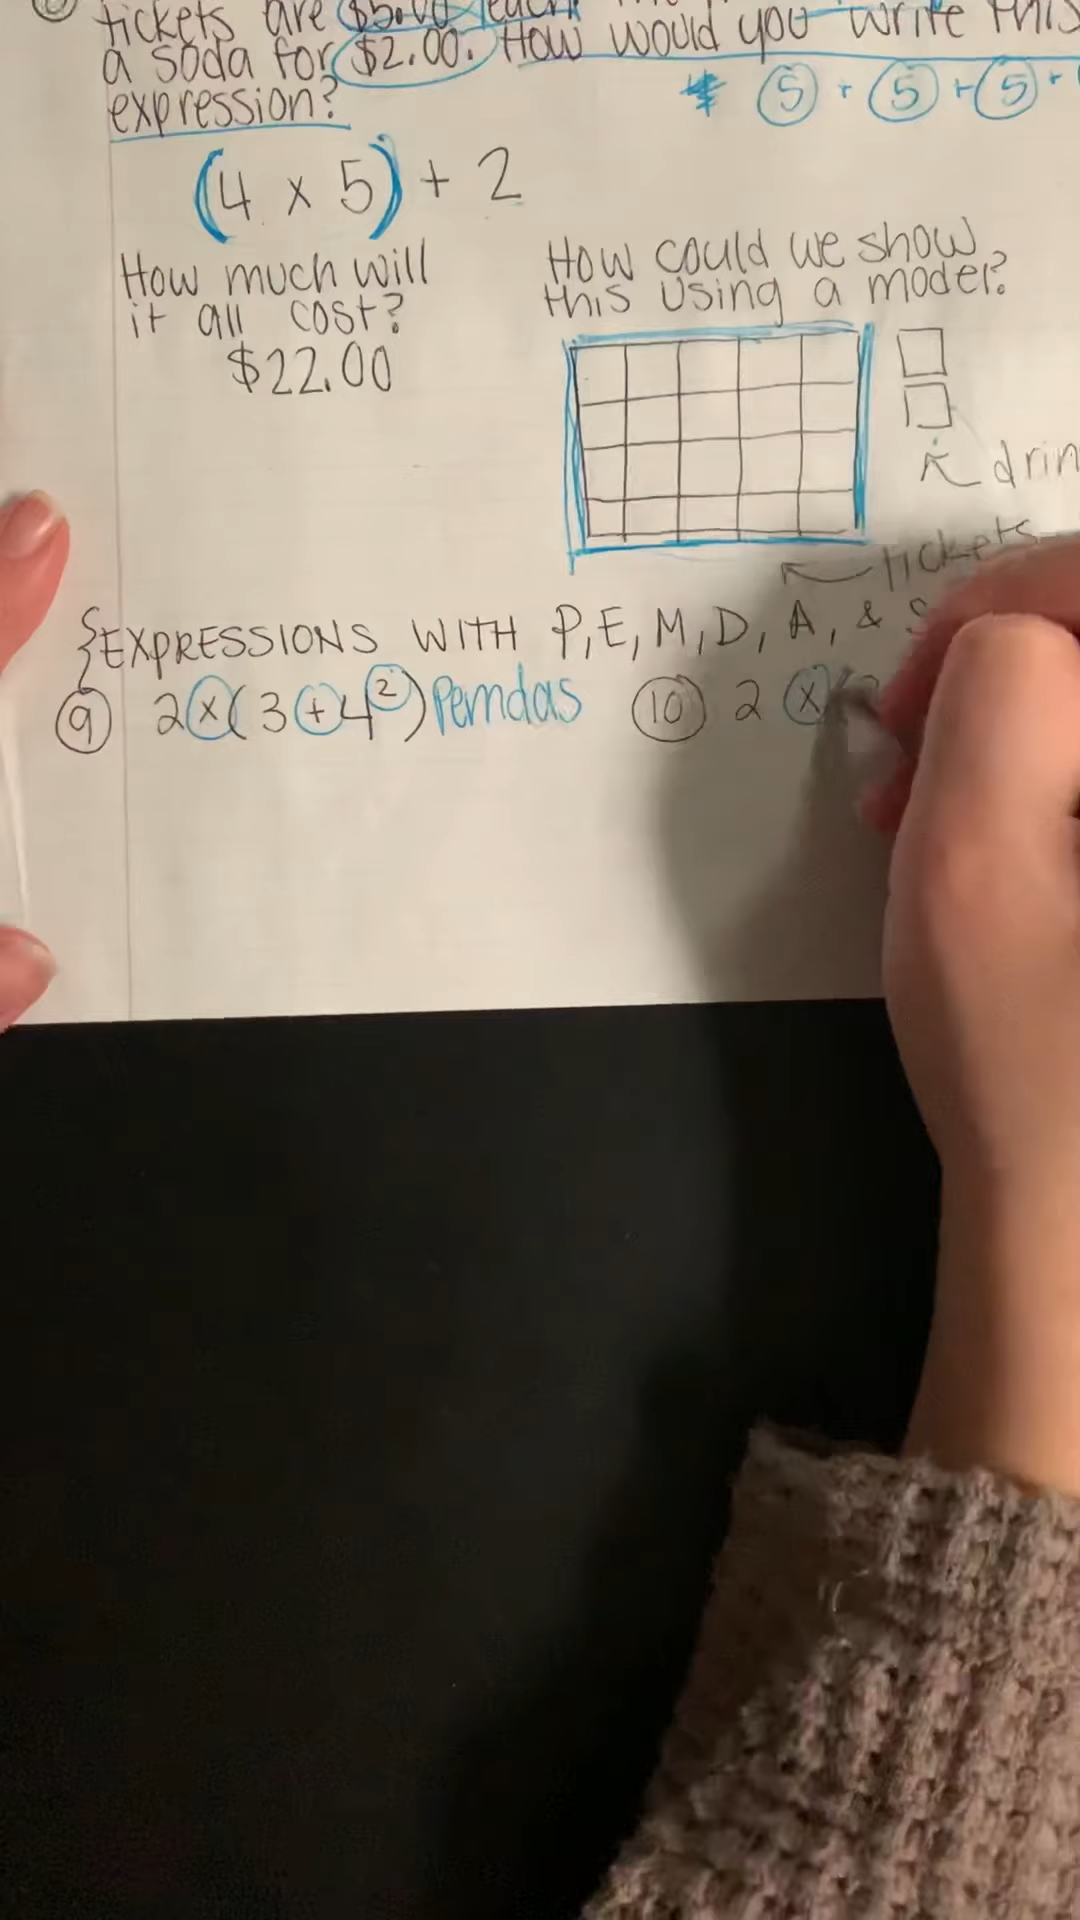 tickets are $5.00 each.
a soda for $2.00. How would you write this
expression?
5 + 5 + 5 +
(4 x 5) + 2
How much will
it all cost?
$22.00
How could we show
this using a model?
drin
tickets
EXPRESSIONS WITH P, E, M, D, A, & S
9 2 x (3 + 4²) Pemdas
10 2 x (